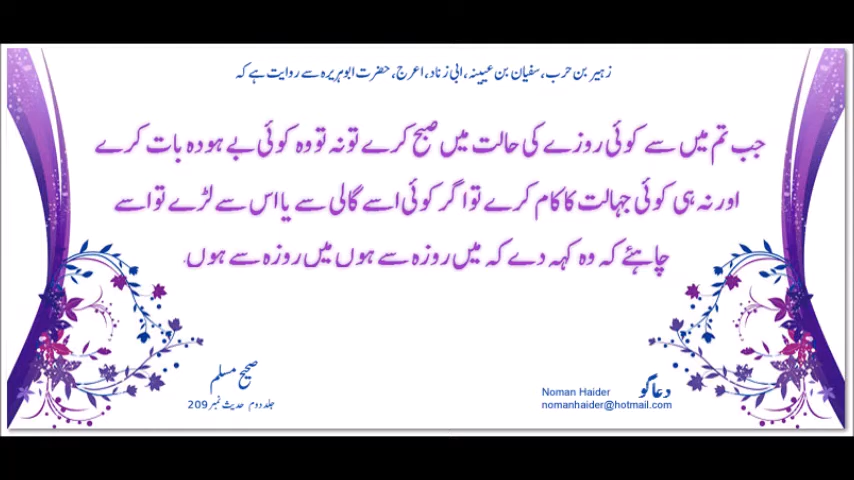 زہیر بن حرب، سفیان بن عیینہ، ابی زناد، اعرج، حضرت ابوہریرہ سے روایت ہے کہ
جب تم میں سے کوئی روزے کی حالت میں صبح کرے تو نہ تو وہ کوئی بے ہودہ بات کرے
اور نہ ہی کوئی جہالت کا کام کرے تو اگر کوئی اسے گالی سے یا اس سے لڑے تو اسے
چاہئے کہ وہ کہہ دے کہ میں روزہ سے ہوں میں روزہ سے ہوں.
صحیح مسلم
جلد دوم حدیث نمبر 209
دعاگو
Noman Haider
nomanhaider@hotmail.com